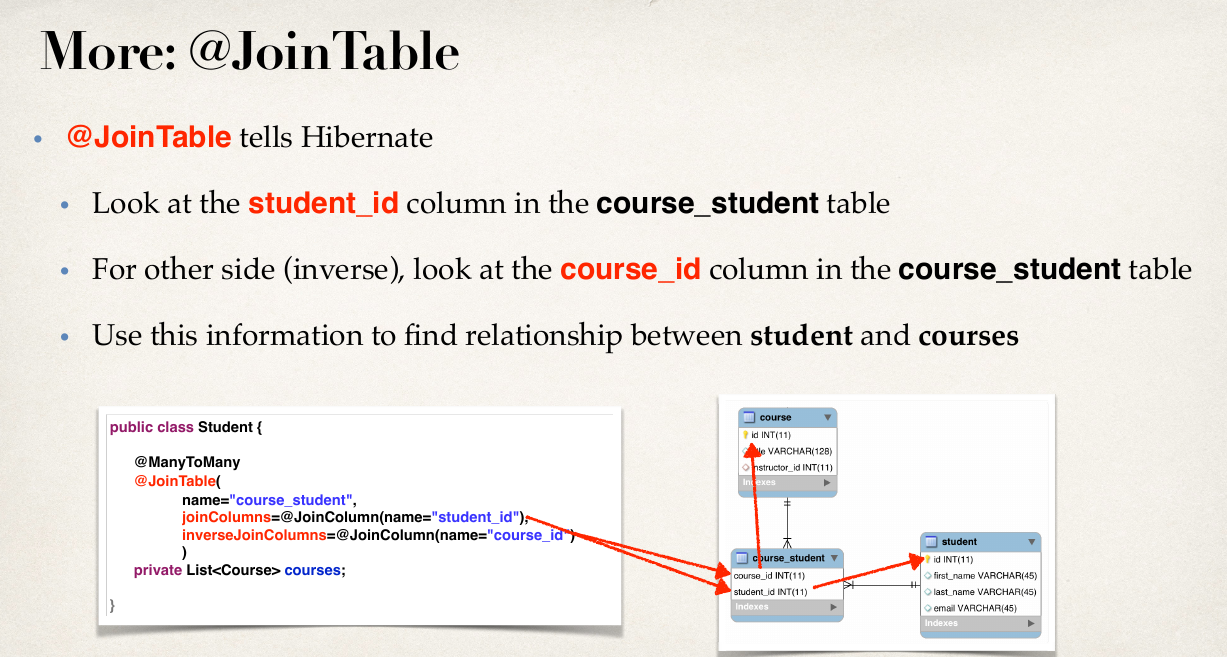 More: @JoinTable
• @JoinTable tells Hibernate
• Look at the student_id column in the course_student table
• For other side (inverse), look at the course_id column in the course_student table
• Use this information to find relationship between student and courses
public class Student {
@ManyToMany
@JoinTable(
name="course_student",
joinColumns=@JoinColumn(name="student_id"),
inverseJoinColumns=@JoinColumn(name="course_id")
)
private List<Course> courses;
}
course
id INT(11)
VARCHAR(128)
instructor_id INT(11)
Indexes
course_student
course_id INT(11)
student_id INT(11)
Indexes
student
id INT(11)
first_name VARCHAR(45)
last_name VARCHAR(45)
email VARCHAR(45)
Indexes